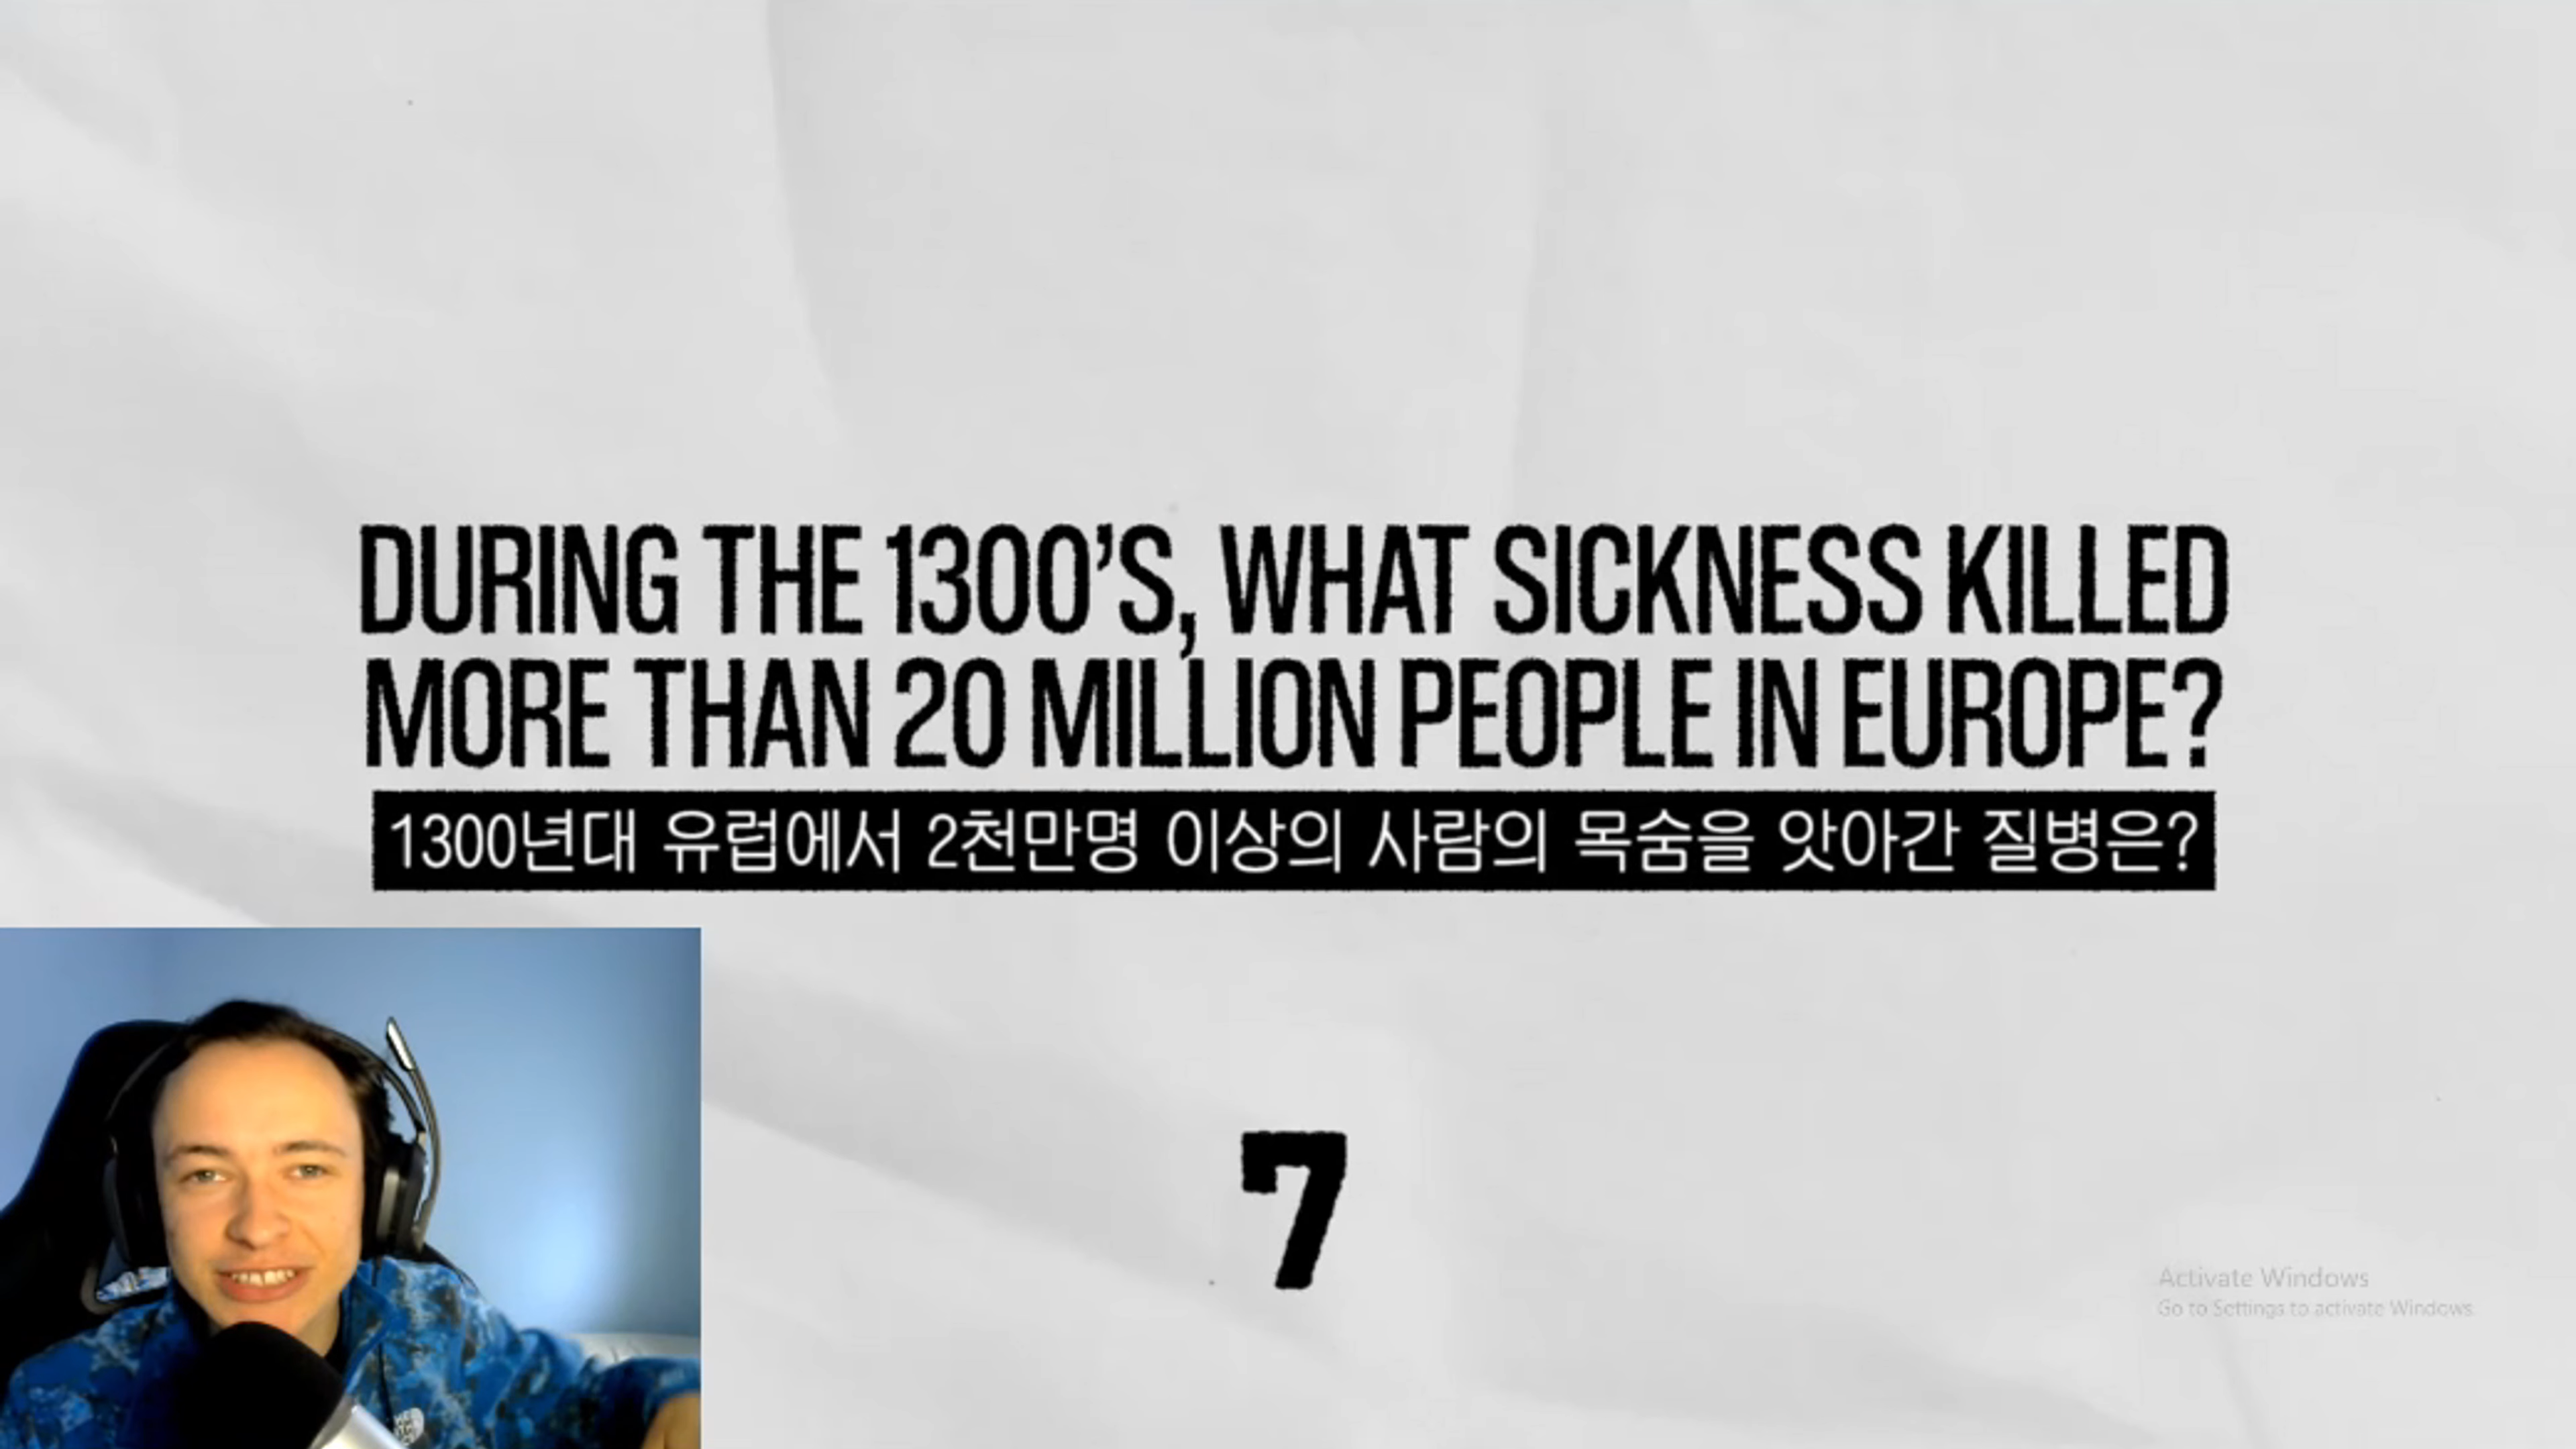 DURING THE 1300'S, WHAT SICKNESS KILLED
MORE THAN 20 MILLION PEOPLE IN EUROPE?
1300년대 유럽에서 2천만명 이상의 사람의 목숨을 앗아간 질병은?
7
Activate Windows
Go to Settings to activate Windows.